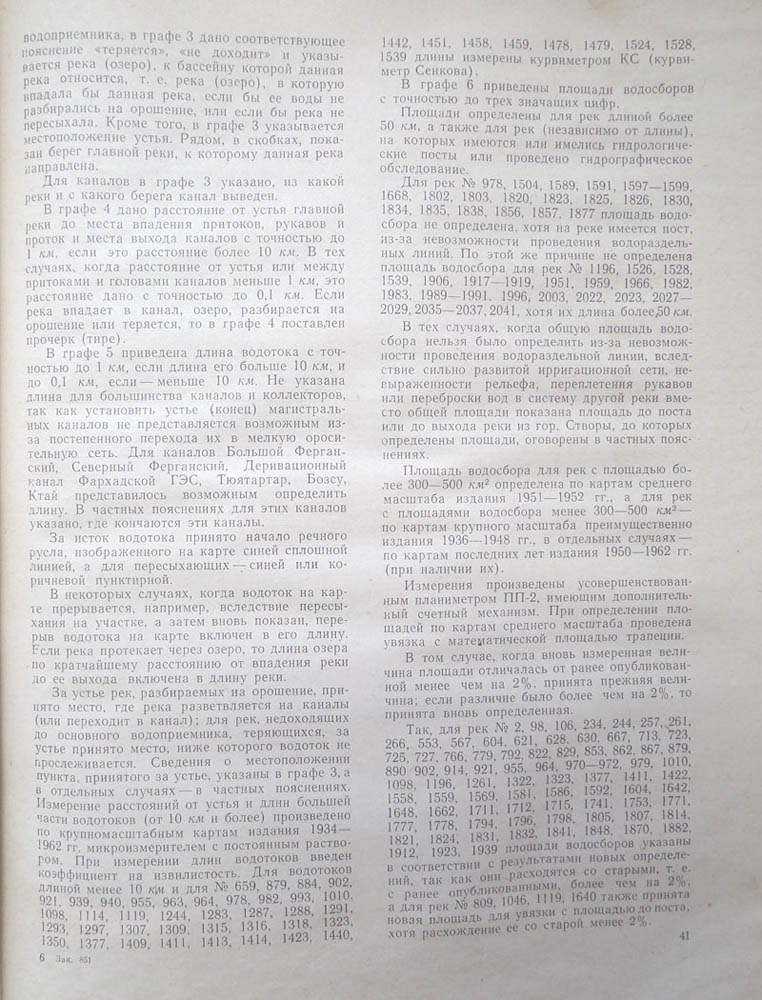 водоприемника, в графе 3 дано соответствующее
пояснение «теряется», «не доходит» и указы-
вается река (озеро), к бассейну которой данная
река относится, т. е. река (озеро), в которую
впадала бы данная река, если бы ее воды не
разбирались на орошение, или если бы река не
пересыхала. Кроме того, в графе 3 указывается
местоположение устья. Рядом, в скобках, пока-
зан берег главной реки, к которому данная река
направлена.
Для каналов в графе 3 указано, из какой
реки и с какого берега канал выведен.
В графе 4 дано расстояние от устья главной
реки до места впадения притоков, рукавов и
проток и места выхода каналов с точностью до
1 км, если это расстояние более 10 км. В тех
случаях, когда расстояние от устья или между
притоками и головами каналов меньше 1 км, это
расстояние дано с точностью до 0,1 км. Если
река впадает в канал, озеро, разбирается на
орошение или теряется, то в графе 4 поставлен
прочерк (тире).
В графе 5 приведена длина водотока с точ-
ностью до 1 км, если длина его больше 10 км, и
до 0,1 км, если — меньше 10 км. Не указана
длина для большинства каналов и коллекторов,
так как установить устье (конец) магистраль-
ных каналов не представляется возможным из-
за постепенного перехода их в мелкую ороси-
тельную сеть. Для каналов Большой Ферган-
ский, Северный Ферганский, Деривационный
канал Фархадской ГЭС, Тюятартар, Бозсу,
Ктай представилось возможным определить
длину. В частных пояснениях для этих каналов
указано, где кончаются эти каналы.
За исток водотока принято начало речного
русла, изображенного на карте синей сплошной
линией, а для пересыхающих — синей или ко-
ричневой пунктирной.
В некоторых случаях, когда водоток на кар-
те прерывается, например, вследствие пересы-
хания на участке, а затем вновь показан, пере-
рыв водотока на карте включен в его длину.
Если река протекает через озеро, то длина озера
по кратчайшему расстоянию от впадения реки
до ее выхода включена в длину реки.
За устье рек, разбираемых на орошение, при-
нято место, где река разветвляется на каналы
(или переходит в канал); для рек, недоходящих
до основного водоприемника, теряющихся, за
устье принято место, ниже которого водоток не
прослеживается. Сведения о местоположении
пункта, принятого за устье, указаны в графе 3, а
в отдельных случаях — в частных пояснениях.
Измерение расстояний от устья и длин большей
части водотоков (от 10 км и более) произведено
по крупномасштабным картам издания 1934—
1962 гг. микроизмерителем с постоянным раство-
ром. При измерении длин водотоков введен
коэффициент на извилистость. Для водотоков
длиной менее 10 км и для № 659, 879, 884, 902,
921, 939, 940, 955, 963, 964, 978, 982, 993, 1010,
1098, 1114, 1119, 1244, 1283, 1287, 1288, 1291,
1293, 1297, 1307, 1309, 1315, 1316, 1318, 1323,
1350, 1377, 1409, 1411, 1413, 1414, 1423, 1440,
6 Зак. 851
1442, 1451, 1458, 1459, 1478, 1479, 1524, 1528,
1539 длины измерены курвиметром КС (курви-
метр Сенкова).
В графе 6 приведены площади водосборов
с точностью до трех значащих цифр.
Площади определены для рек длиной более
50 км, а также для рек (независимо от длины),
на которых имеются или имелись гидрологиче-
ские посты или проведено гидрографическое
обследование.
Для рек № 978, 1504, 1589, 1591, 1597—1599,
1668, 1802, 1803, 1820, 1823, 1825, 1826, 1830,
1834, 1835, 1838, 1856, 1857, 1877 площадь водо-
сбора не определена, хотя на реке имеется пост,
из-за невозможности проведения водораздель-
ных линий. По этой же причине не определена
площадь водосбора для рек № 1196, 1526, 1528,
1539, 1906, 1917—1919, 1951, 1959, 1966, 1982,
1983, 1989—1991, 1996, 2003, 2022, 2023, 2027—
2029, 2035—2037, 2041, хотя их длина более 50 км.
В тех случаях, когда общую площадь водо-
сбора нельзя было определить из-за невозмож-
ности проведения водораздельной линии, вслед-
ствие сильно развитой ирригационной сети, не-
выраженности рельефа, переплетения рукавов
или переброски вод в систему другой реки вме-
сто общей площади показана площадь до поста
или до выхода реки из гор. Створы, до которых
определены площади, оговорены в частных пояс-
нениях.
Площадь водосбора для рек с площадью бо-
лее 300—500 км² определена по картам среднего
масштаба издания 1951—1952 гг., а для рек
с площадями водосбора менее 300—500 км² —
по картам крупного масштаба преимущественно
издания 1936—1948 гг., в отдельных случаях —
по картам последних лет издания 1950—1962 гг.
(при наличии их).
Измерения произведены усовершенствован-
ным планиметром ПП-2, имеющим дополнитель-
ный счетный механизм. При определении пло-
щадей по картам среднего масштаба проведена
увязка с математической площадью трапеции.
В том случае, когда вновь измеренная вели-
чина площади отличалась от ранее опубликован-
ной менее чем на 2%, принята прежняя вели-
чина; если различие было более чем на 2%, то
принята вновь определенная.
Так, для рек № 2, 98, 106, 234, 244, 257, 261,
266, 553, 567, 604, 621, 628. 630, 667, 713, 723,
725, 727, 766, 779, 792, 822, 829, 853, 862, 867, 879,
890 902, 914, 921, 955, 964, 970—972, 979, 1010,
1098, 1196, 1261, 1322, 1323, 1377, 1411, 1422,
1558, 1559, 1569, 1581, 1586, 1592, 1604, 1642,
1648, 1662, 1711, 1712, 1715, 1741, 1753, 1771,
1777, 1778, 1794, 1796, 1798, 1805, 1807, 1814,
1821, 1824, 1831, 1832, 1841, 1848, 1870, 1882,
1912, 1923, 1939 площади водосборов указаны
в соответствии с результатами новых определе-
ний, так как они расходятся со старыми, т. е.
с ранее опубликованными, более чем на 2%,
а для рек № 809, 1046, 1119, 1640 также принята
новая площадь для увязки с площадью до поста,
хотя расхождение ее со старой менее 2%.
41